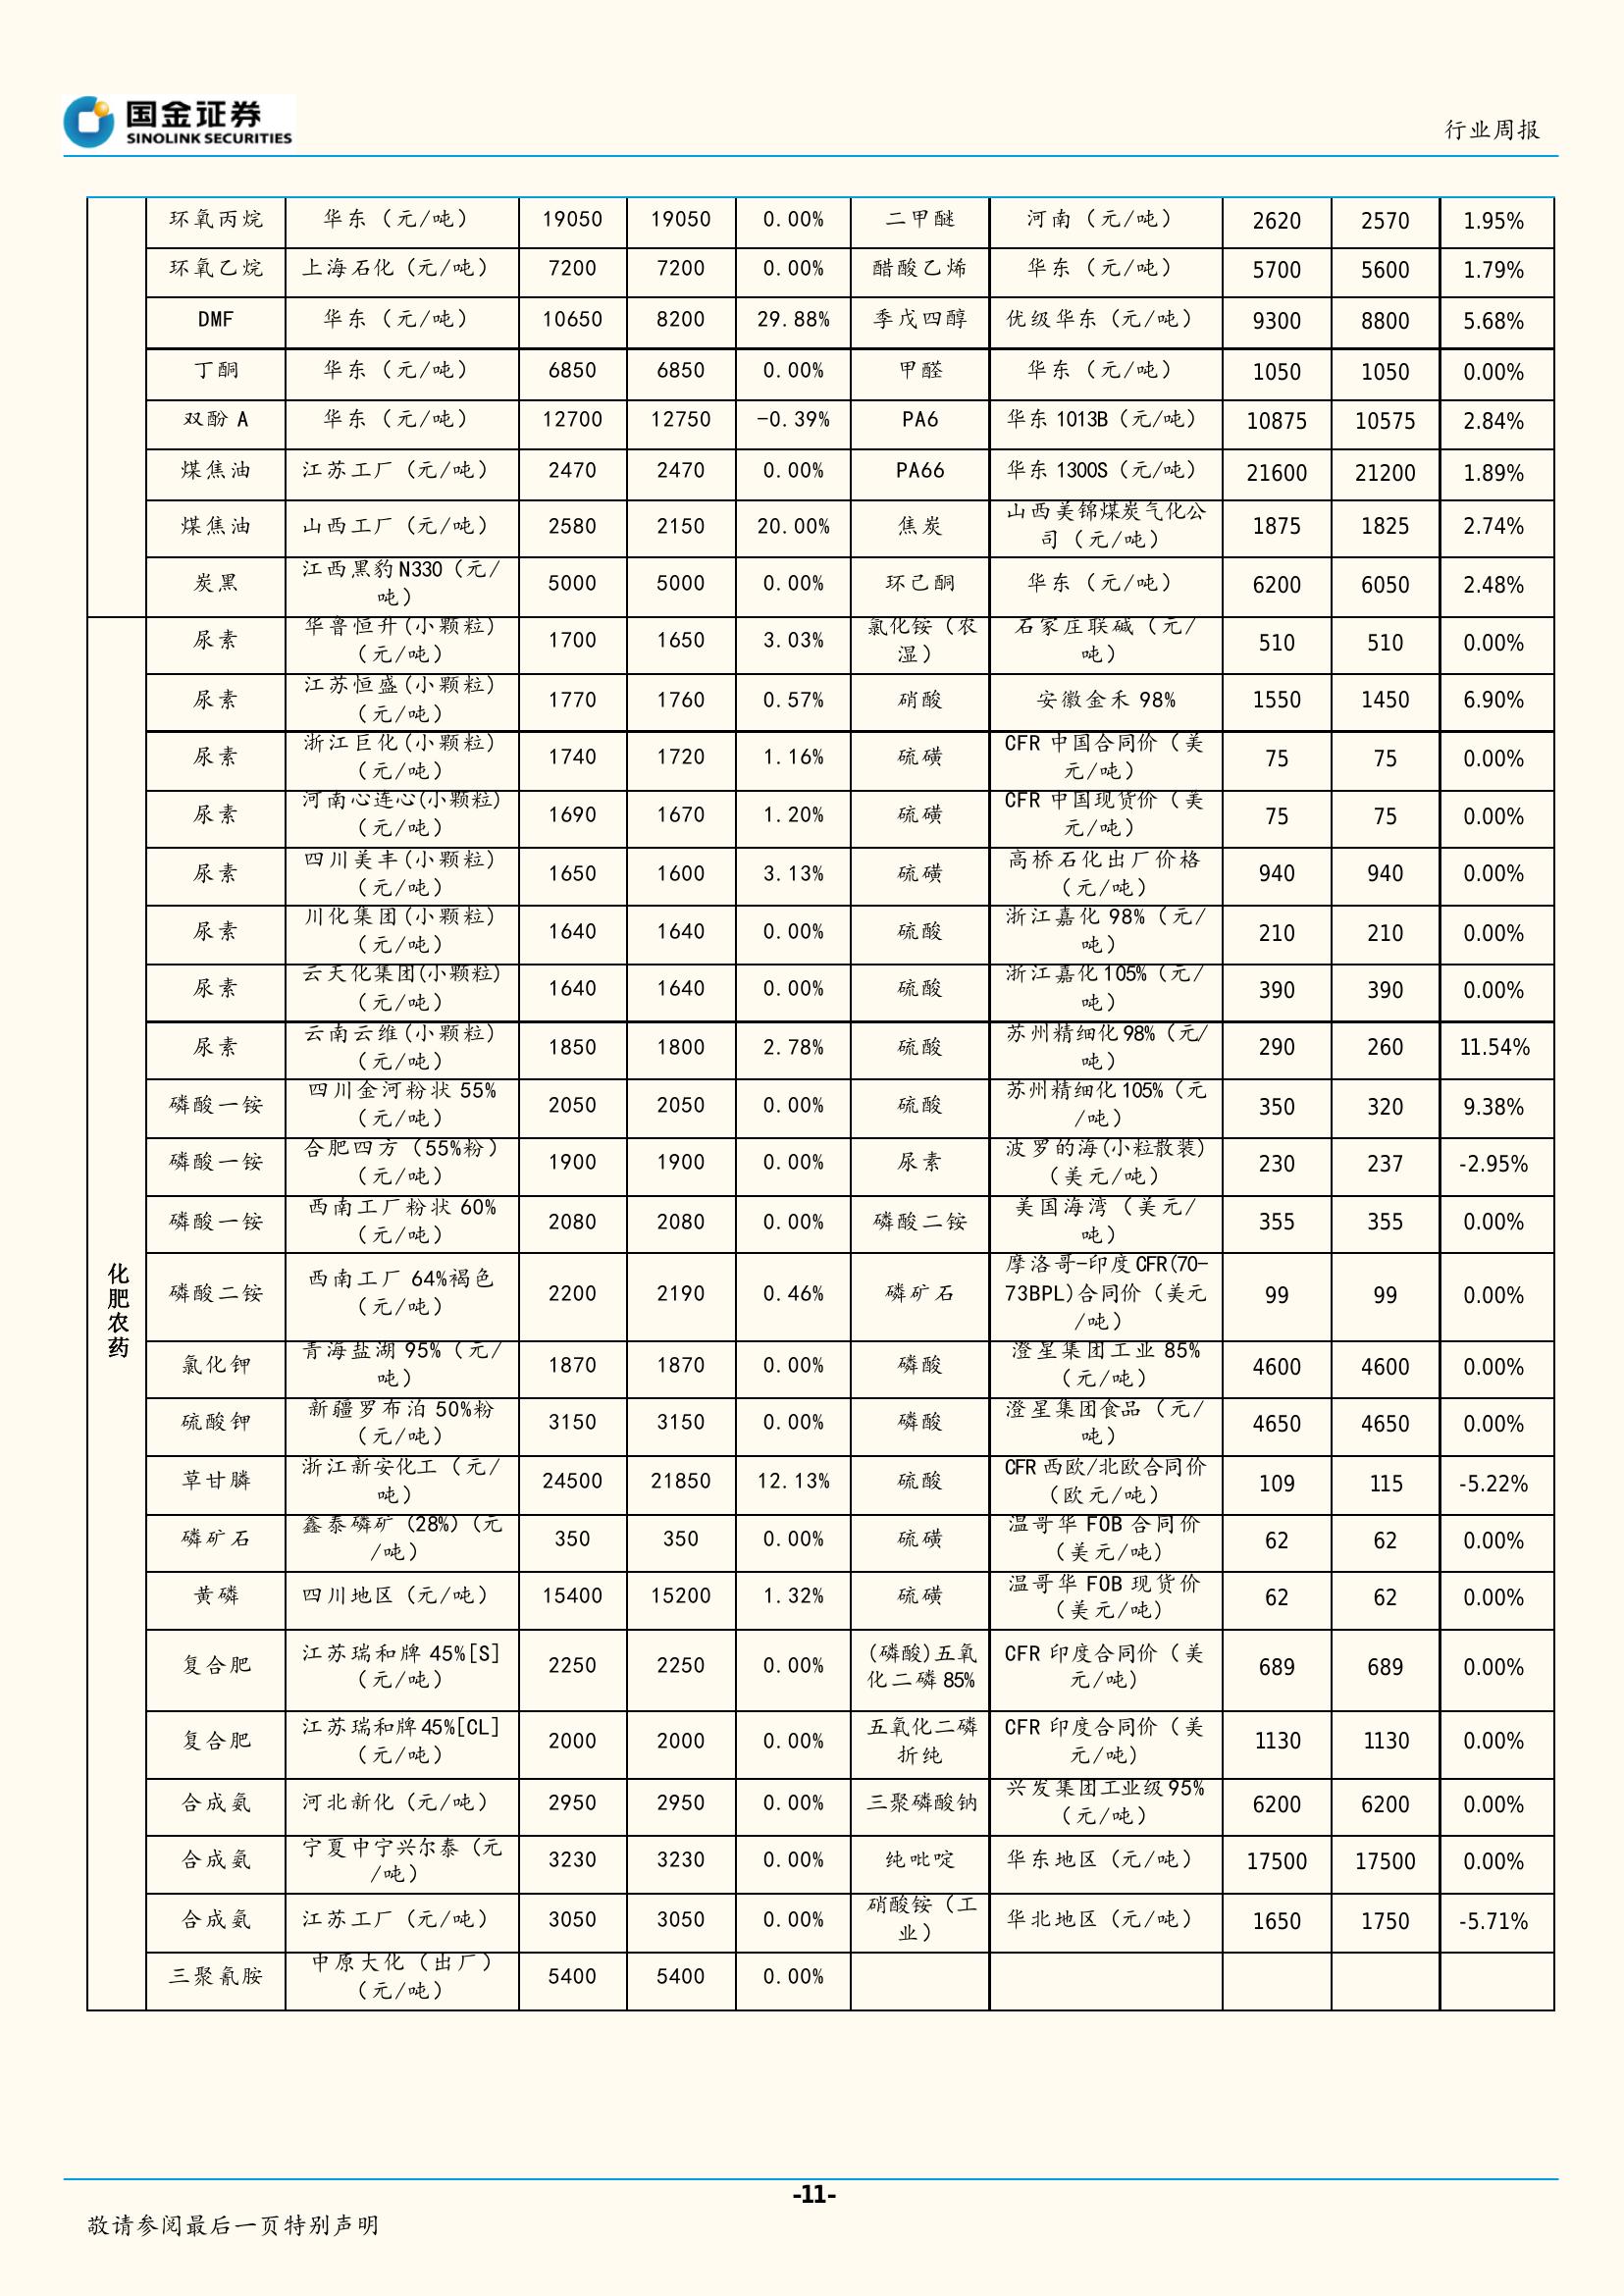 国金证券
SINOLINK SECURITIES
行业周报
环氧丙烷 华东（元/吨） 19050 19050 0.00% 二甲醚 河南（元/吨） 2620 2570 1.95%
环氧乙烷 上海石化（元/吨） 7200 7200 0.00% 醋酸乙烯 华东（元/吨） 5700 5600 1.79%
DMF 华东（元/吨） 10650 8200 29.88% 季戊四醇 优级华东（元/吨） 9300 8800 5.68%
丁酮 华东（元/吨） 6850 6850 0.00% 甲醛 华东（元/吨） 1050 1050 0.00%
双酚 A 华东（元/吨） 12700 12750 -0.39% PA6 华东 1013B（元/吨） 10875 10575 2.84%
煤焦油 江苏工厂（元/吨） 2470 2470 0.00% PA66 华东 1300S（元/吨） 21600 21200 1.89%
煤焦油 山西工厂（元/吨） 2580 2150 20.00% 焦炭 山西美锦煤炭气化公
司（元/吨） 1875 1825 2.74%
炭黑 江西黑豹 N330（元/
吨） 5000 5000 0.00% 环己酮 华东（元/吨） 6200 6050 2.48%
化肥农药
尿素 华鲁恒升(小颗粒)
（元/吨） 1700 1650 3.03% 氯化铵（农
湿） 石家庄联碱（元/
吨） 510 510 0.00%
尿素 江苏恒盛(小颗粒)
（元/吨） 1770 1760 0.57% 硝酸 安徽金禾 98% 1550 1450 6.90%
尿素 浙江巨化(小颗粒)
（元/吨） 1740 1720 1.16% 硫磺 CFR 中国合同价（美
元/吨） 75 75 0.00%
尿素 河南心连心(小颗粒)
（元/吨） 1690 1670 1.20% 硫磺 CFR 中国现货价（美
元/吨） 75 75 0.00%
尿素 四川美丰(小颗粒)
（元/吨） 1650 1600 3.13% 硫磺 高桥石化出厂价格
（元/吨） 940 940 0.00%
尿素 川化集团(小颗粒)
（元/吨） 1640 1640 0.00% 硫酸 浙江嘉化 98%（元/
吨） 210 210 0.00%
尿素 云天化集团(小颗粒)
（元/吨） 1640 1640 0.00% 硫酸 浙江嘉化 105%（元/
吨） 390 390 0.00%
尿素 云南云维(小颗粒)
（元/吨） 1850 1800 2.78% 硫酸 苏州精细化 98%（元/
吨） 290 260 11.54%
磷酸一铵 四川金河粉状 55%
（元/吨） 2050 2050 0.00% 硫酸 苏州精细化 105%（元
/吨） 350 320 9.38%
磷酸一铵 合肥四方（55%粉）
（元/吨） 1900 1900 0.00% 尿素 波罗的海(小粒散装)
（美元/吨） 230 237 -2.95%
磷酸一铵 西南工厂粉状 60%
（元/吨） 2080 2080 0.00% 磷酸二铵 美国海湾（美元/
吨） 355 355 0.00%
磷酸二铵 西南工厂 64%褐色
（元/吨） 2200 2190 0.46% 磷矿石 摩洛哥-印度 CFR(70-
73BPL)合同价（美元
/吨） 99 99 0.00%
氯化钾 青海盐湖 95%（元/
吨） 1870 1870 0.00% 磷酸 澄星集团工业 85%
（元/吨） 4600 4600 0.00%
硫酸钾 新疆罗布泊 50%粉
（元/吨） 3150 3150 0.00% 磷酸 澄星集团食品（元/
吨） 4650 4650 0.00%
草甘膦 浙江新安化工（元/
吨） 24500 21850 12.13% 硫酸 CFR 西欧/北欧合同价
（欧元/吨） 109 115 -5.22%
磷矿石 鑫泰磷矿（28%）（元
/吨） 350 350 0.00% 硫磺 温哥华 FOB 合同价
（美元/吨） 62 62 0.00%
黄磷 四川地区（元/吨） 15400 15200 1.32% 硫磺 温哥华 FOB 现货价
（美元/吨） 62 62 0.00%
复合肥 江苏瑞和牌 45%[S]
（元/吨） 2250 2250 0.00% (磷酸)五氧
化二磷 85% CFR 印度合同价（美
元/吨） 689 689 0.00%
复合肥 江苏瑞和牌 45%[CL]
（元/吨） 2000 2000 0.00% 五氧化二磷
折纯 CFR 印度合同价（美
元/吨） 1130 1130 0.00%
合成氨 河北新化（元/吨） 2950 2950 0.00% 三聚磷酸钠 兴发集团工业级 95%
（元/吨） 6200 6200 0.00%
合成氨 宁夏中宁兴尔泰（元
/吨） 3230 3230 0.00% 纯吡啶 华东地区（元/吨） 17500 17500 0.00%
合成氨 江苏工厂（元/吨） 3050 3050 0.00% 硝酸铵（工
业） 华北地区（元/吨） 1650 1750 -5.71%
三聚氰胺 中原大化（出厂）
（元/吨） 5400 5400 0.00%
-11-
敬请参阅最后一页特别声明